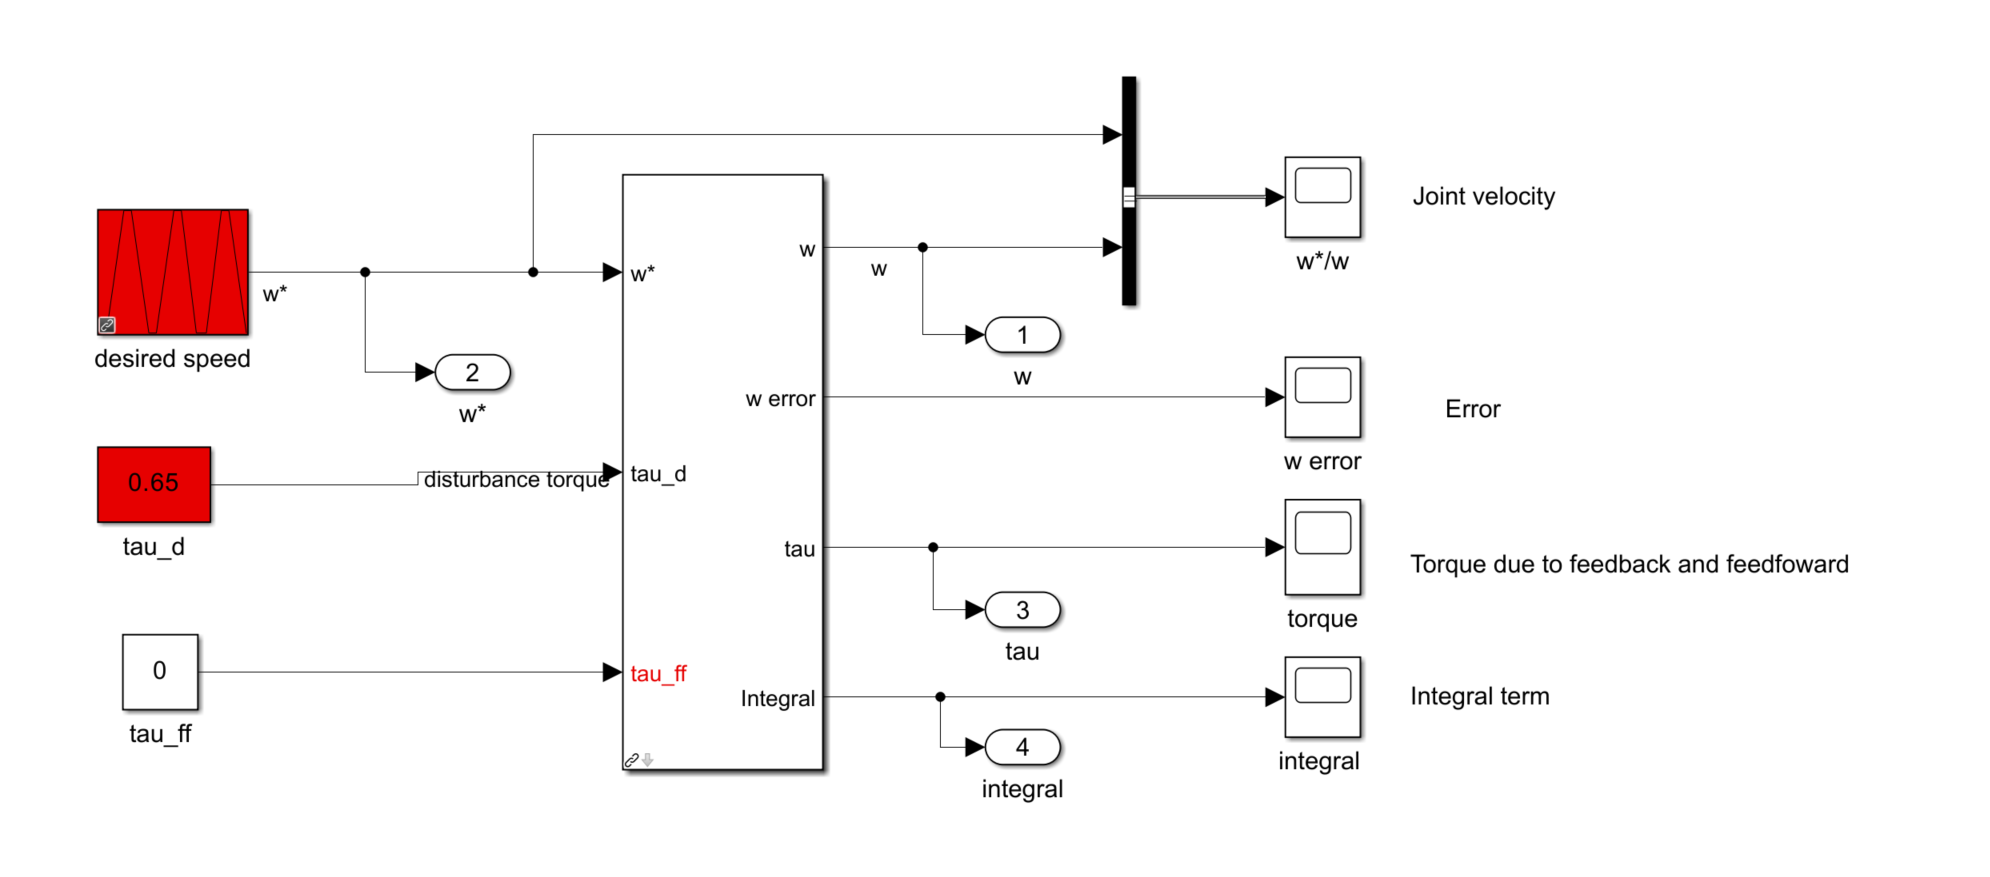 w*
desired speed
2
w*
0.65
tau_d
disturbance torque
0
tau_ff
w*
tau_d
tau_ff
w
w error
tau
Integral
w
1
w
3
tau
4
integral
w*/w
Joint velocity
w error
Error
torque
Torque due to feedback and feedfoward
integral
Integral term